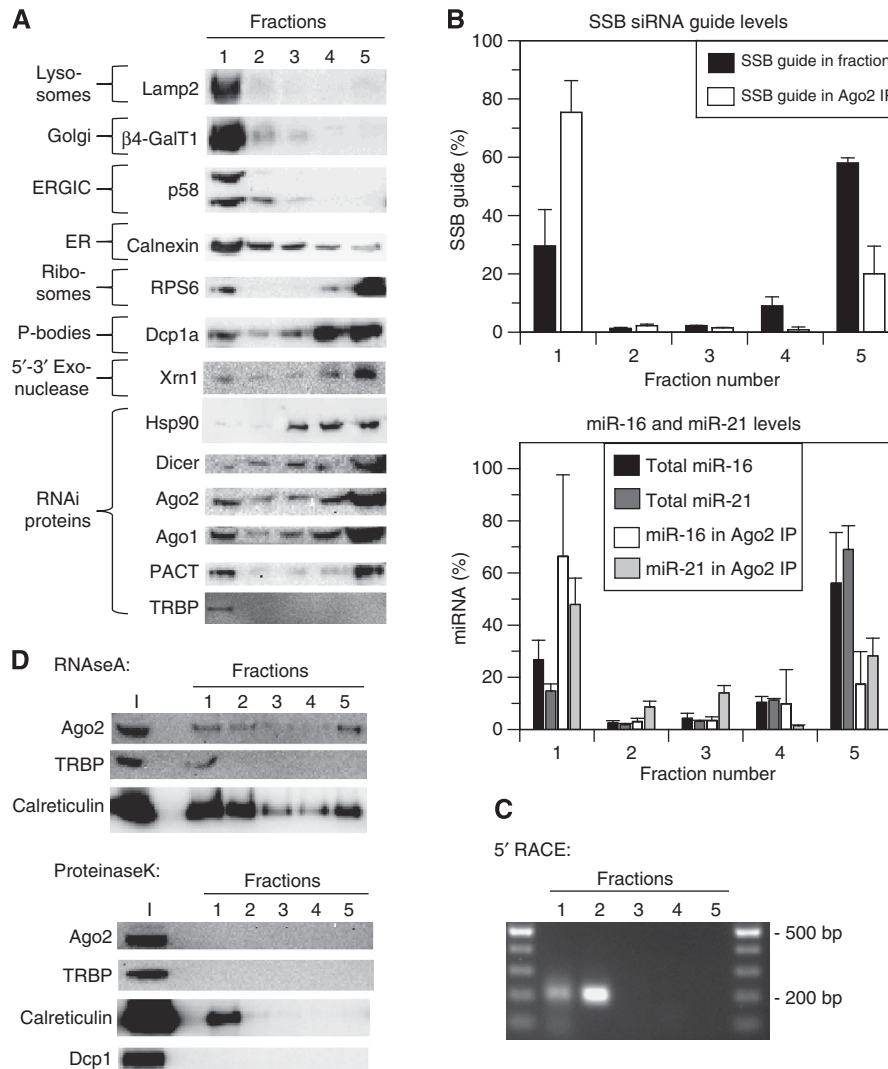 A
Fractions
1 2 3 4 5
Lyso-
somes
Lamp2
Golgi
β4-GalT1
ERGIC
p58
ER
Calnexin
Ribo-
somes
RPS6
P-bodies
Dcp1a
5′-3′ Exo-
nuclease
Xrn1
RNAi
proteins
Hsp90
Dicer
Ago2
Ago1
PACT
TRBP
B
SSB siRNA guide levels
SSB guide in fraction
SSB guide in Ago2 IP
SSB guide (%)
100
80
60
40
20
0
1 2 3 4 5
Fraction number
miR-16 and miR-21 levels
Total miR-16
Total miR-21
miR-16 in Ago2 IP
miR-21 in Ago2 IP
miRNA (%)
100
80
60
40
20
0
1 2 3 4 5
Fraction number
C
5′ RACE:
Fractions
1 2 3 4 5
- 500 bp
- 200 bp
D
RNAseA:
Fractions
I 1 2 3 4 5
Ago2
TRBP
Calreticulin
ProteinaseK:
Fractions
I 1 2 3 4 5
Ago2
TRBP
Calreticulin
Dcp1